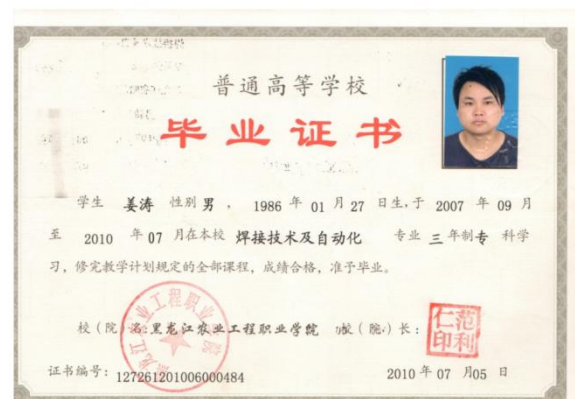 普通高等学校
毕业证书
学生 姜涛 性别 男 ， 1986 年 01 月 27 日生,于 2007 年 09 月
至 2010 年 07 月在本校 焊接技术及自动化 专业 三 年制 专 科学
习，修完教学计划规定的全部课程，成绩合格，准予毕业。
校（院）名:黑龙江农业工程职业学院 校（院）长：
范利仁印
证书编号：127261201006000484 2010 年 07 月05 日